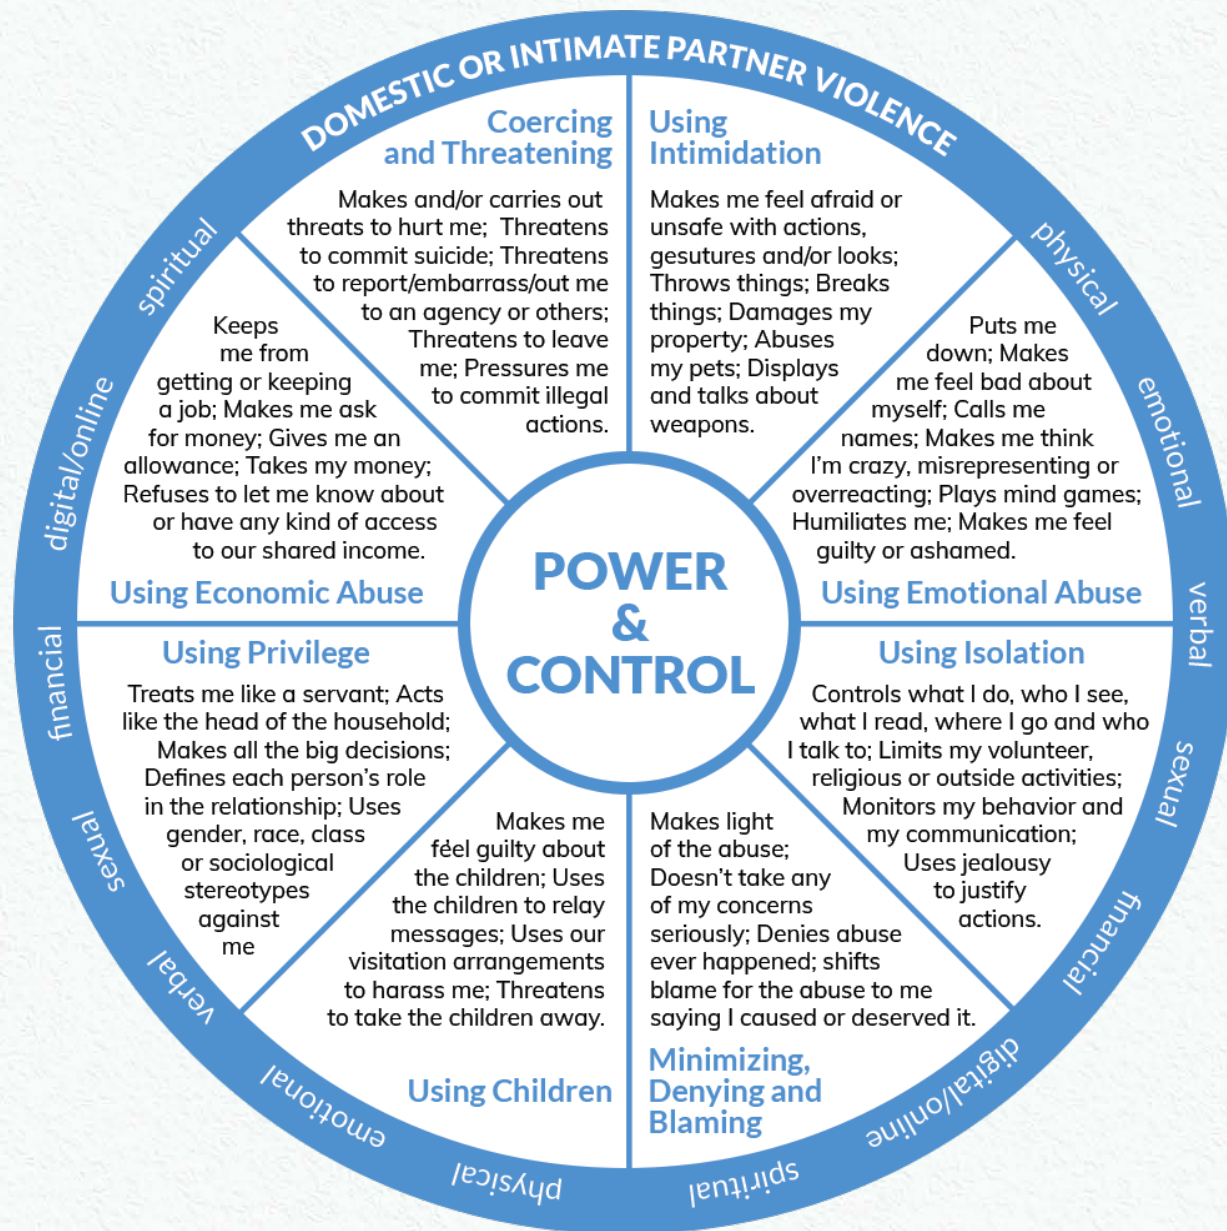 DOMESTIC OR INTIMATE PARTNER VIOLENCE
Coercing
and Threatening
Makes and/or carries out
threats to hurt me; Threatens
to commit suicide; Threatens
to report/embarrass/out me
to an agency or others;
Threatens to leave
me; Pressures me
to commit illegal
actions.
Using
Intimidation
Makes me feel afraid or
unsafe with actions,
gesutures and/or looks;
Throws things; Breaks
things; Damages my
property; Abuses
my pets; Displays
and talks about
weapons.
Puts me
down; Makes
me feel bad about
myself; Calls me
names; Makes me think
I'm crazy, misrepresenting or
overreacting; Plays mind games;
Humiliates me; Makes me feel
guilty or ashamed.
Using Emotional Abuse
Using Isolation
Controls what I do, who I see,
what I read, where I go and who
I talk to; Limits my volunteer,
religious or outside activities;
Monitors my behavior and
my communication;
Uses jealousy
to justify
actions.
Makes light
of the abuse;
Doesn't take any
of my concerns
seriously; Denies abuse
ever happened; shifts
blame for the abuse to me
saying I caused or deserved it.
Minimizing,
Denying and
Blaming
Makes me
feel guilty about
the children; Uses
the children to relay
messages; Uses our
visitation arrangements
to harass me; Threatens
to take the children away.
Using Children
Using Privilege
Treats me like a servant; Acts
like the head of the household;
Makes all the big decisions;
Defines each person's role
in the relationship; Uses
gender, race, class
or sociological
stereotypes
against
me
Keeps
me from
getting or keeping
a job; Makes me ask
for money; Gives me an
allowance; Takes my money;
Refuses to let me know about
or have any kind of access
to our shared income.
Using Economic Abuse
POWER
&
CONTROL
physical
emotional
verbal
sexual
financial
digital/online
spiritual
physical
emotional
verbal
sexual
financial
digital/online
spiritual